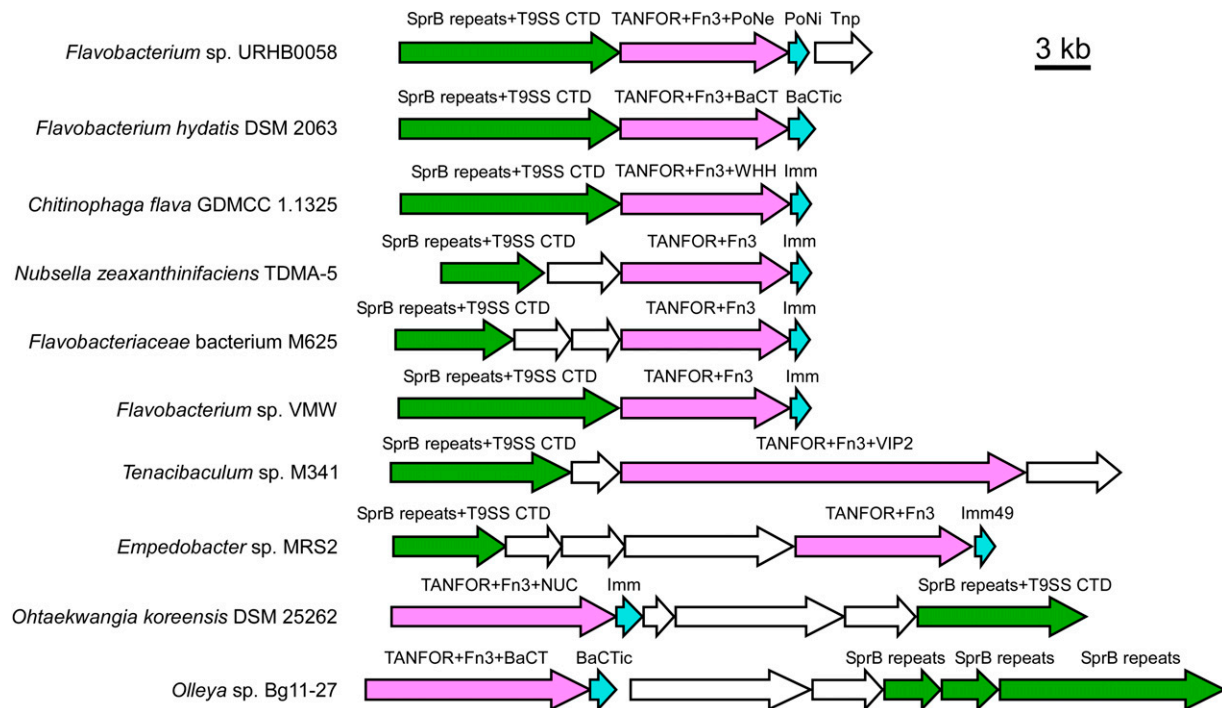 SprB repeats+T9SS CTD TANFOR+Fn3+PoNe PoNi Tnp
Flavobacterium sp. URHB0058
3 kb
SprB repeats+T9SS CTD TANFOR+Fn3+BaCT BaCTic
Flavobacterium hydatis DSM 2063
SprB repeats+T9SS CTD TANFOR+Fn3+WHH Imm
Chitinophaga flava GDMCC 1.1325
SprB repeats+T9SS CTD TANFOR+Fn3 Imm
Nubsella zeaxanthinifaciens TDMA-5
SprB repeats+T9SS CTD TANFOR+Fn3 Imm
Flavobacteriaceae bacterium M625
SprB repeats+T9SS CTD TANFOR+Fn3 Imm
Flavobacterium sp. VMW
SprB repeats+T9SS CTD TANFOR+Fn3+VIP2
Tenacibaculum sp. M341
SprB repeats+T9SS CTD TANFOR+Fn3 Imm49
Empedobacter sp. MRS2
TANFOR+Fn3+NUC Imm SprB repeats+T9SS CTD
Ohtaekwangia koreensis DSM 25262
TANFOR+Fn3+BaCT BaCTic SprB repeats SprB repeats SprB repeats
Olleya sp. Bg11-27